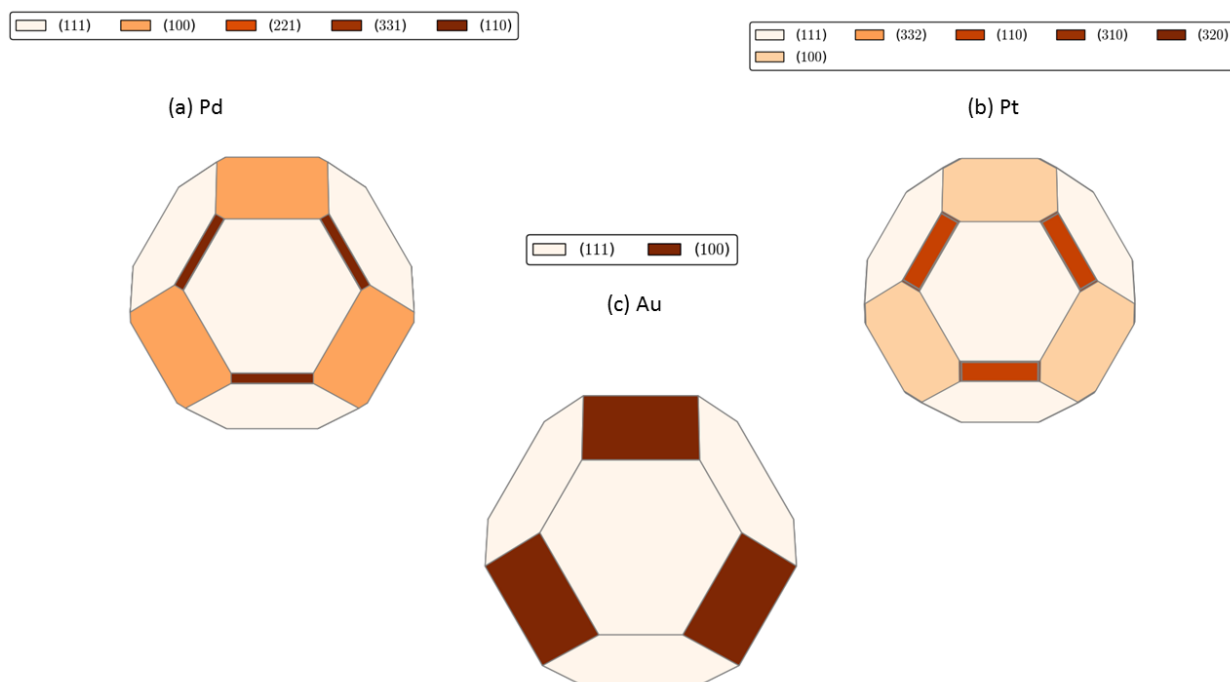 (111) (100) (221) (331) (110)
(111) (332) (110) (310) (320)
(100)
(a) Pd
(b) Pt
(111) (100)
(c) Au